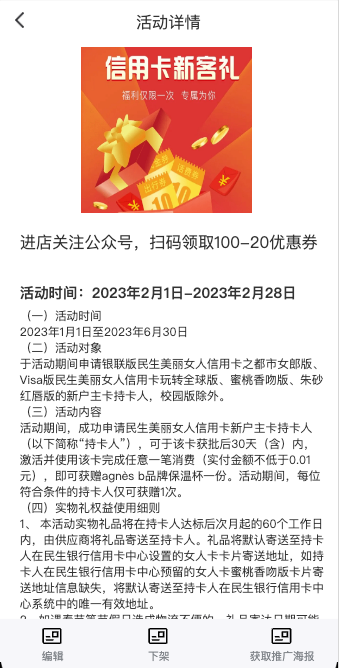 活动详情
信用卡新客礼
福利仅限一次 专属为你
进店关注公众号，扫码领取100-20优惠券
活动时间：2023年2月1日-2023年2月28日
（一）活动时间
2023年1月1日至2023年6月30日
（二）活动对象
于活动期间申请银联版民生美丽女人信用卡之都市女郎版、
Visa版民生美丽女人信用卡玩转全球版、蜜桃香吻版、朱砂
红唇版的新户主卡持卡人，校园版除外。
（三）活动内容
活动期间，成功申请民生美丽女人信用卡新户主卡持卡人
（以下简称“持卡人”），可于该卡获批后30天（含）内，
激活并使用该卡完成任意一笔消费（实付金额不低于0.01
元），即可获赠agnès b品牌保温杯一份。活动期间，每位
符合条件的持卡人仅可获赠1次。
（四）实物礼权益使用细则
1、 本活动实物礼品将在持卡人达标后次月起的60个工作日
内，由供应商将礼品寄送至持卡人。礼品将默认寄送至持卡
人在民生银行信用卡中心设置的女人卡卡片寄送地址，如持
卡人在民生银行信用卡中心预留的女人卡蜜桃香吻版卡片寄
送地址信息缺失，将默认寄送至持卡人在民生银行信用卡中
心系统中的唯一有效地址。
编辑
下架
获取推广海报